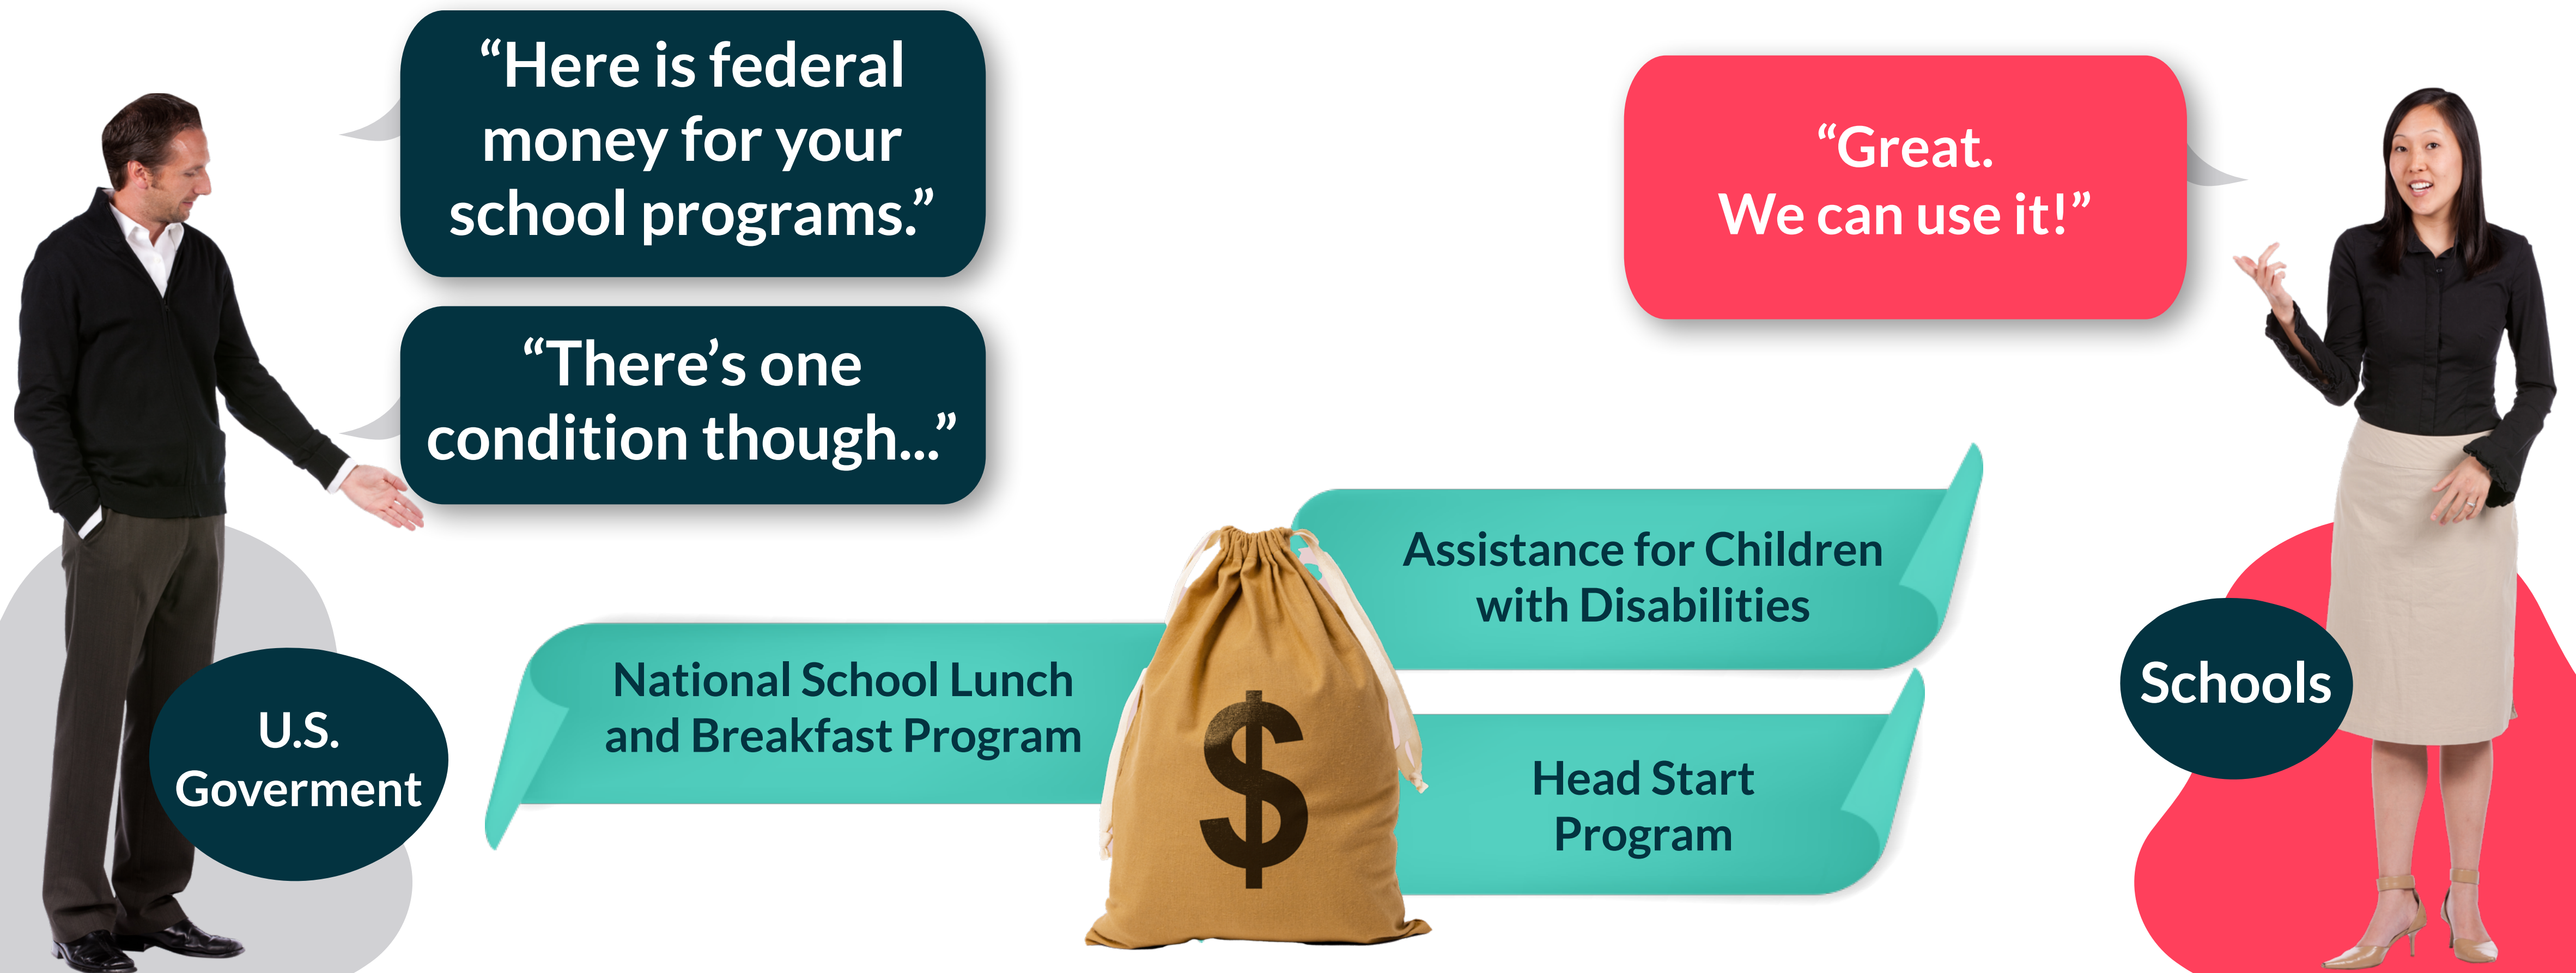 “Here is federal
money for your
school programs.”
“There’s one
condition though...”
“Great.
We can use it!”
Assistance for Children
with Disabilities
National School Lunch
and Breakfast Program
Head Start
Program
$
U.S.
Goverment
Schools